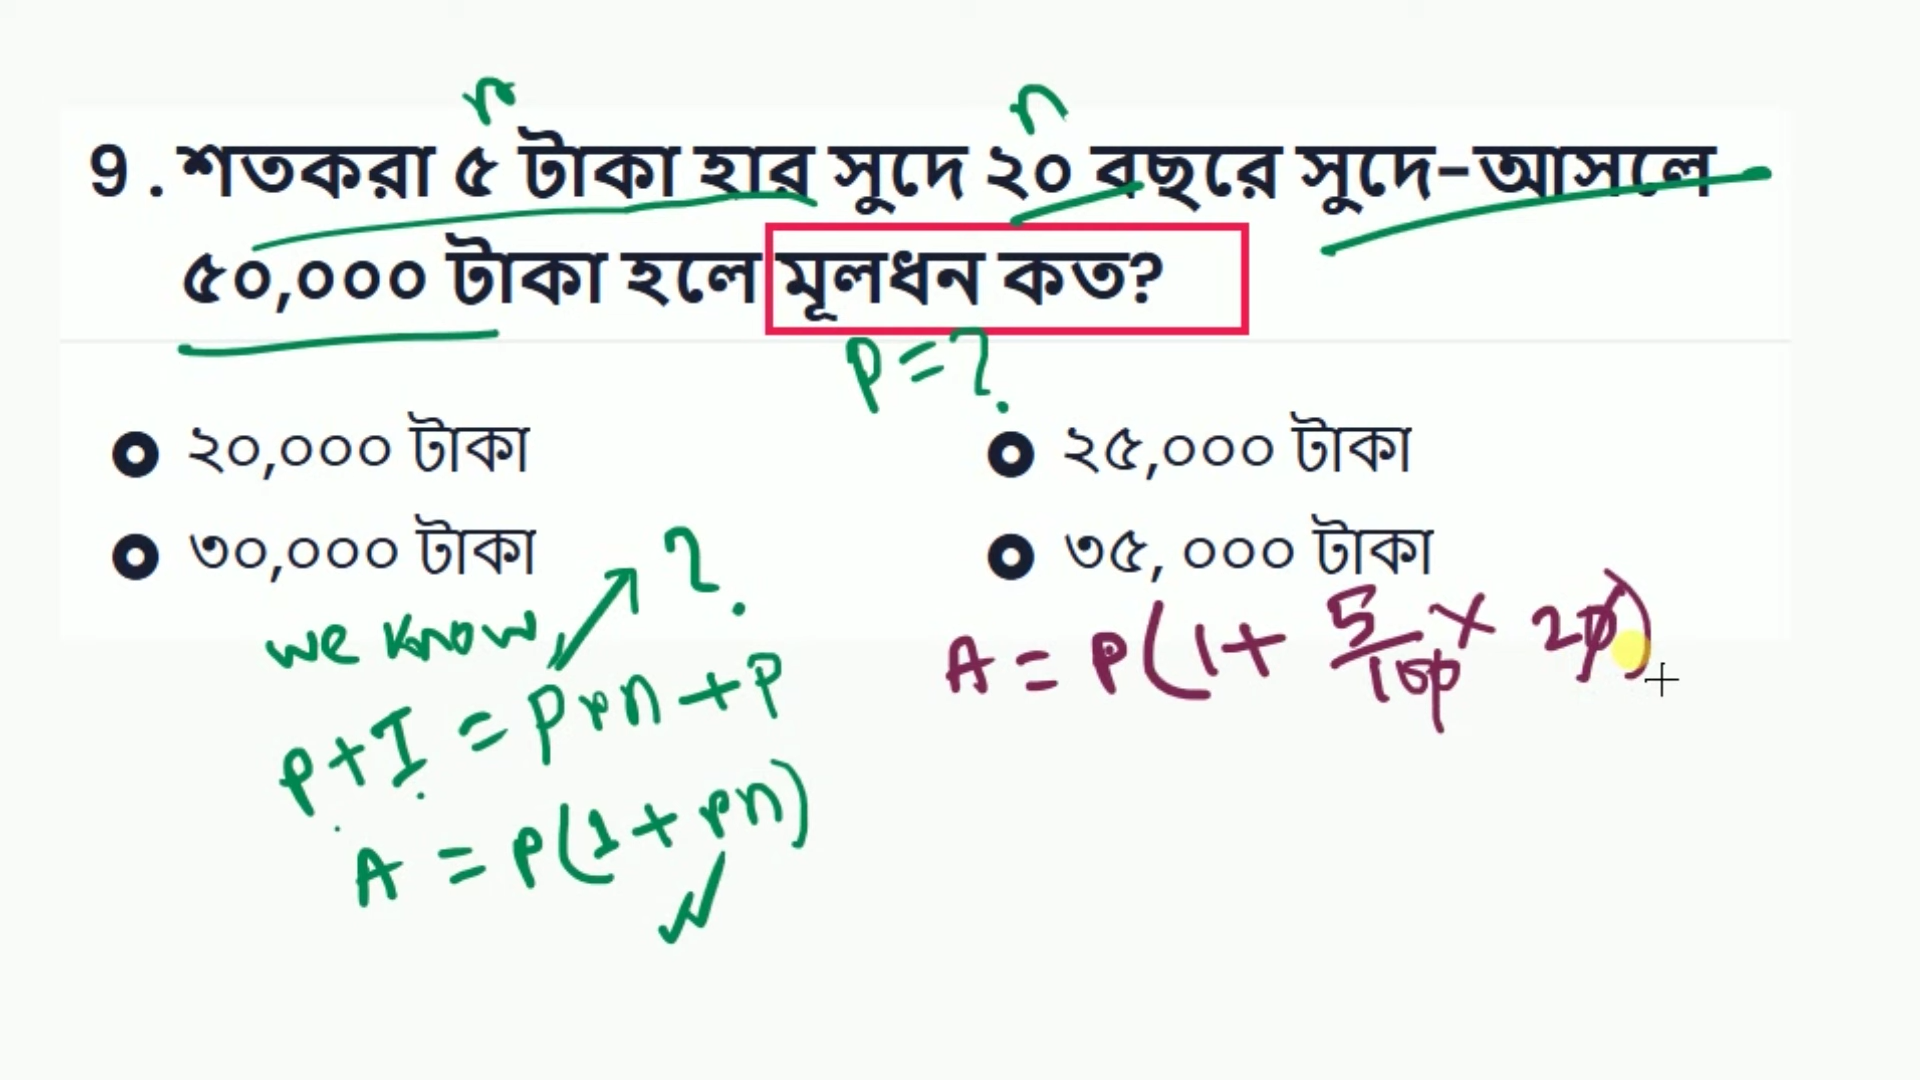 r n
9 . শতকরা ৫ টাকা হার সুদে ২০ বছরে সুদে-আসলে
৫০,০০০ টাকা হলে মূলধন কত?
P = ?
২০,০০০ টাকা
২৫,০০০ টাকা
৩০,০০০ টাকা
৩৫, ০০০ টাকা
we know ?
P+I = Prn+P
A = P(1+rn)
A = P(1+ 5/100 × 20)